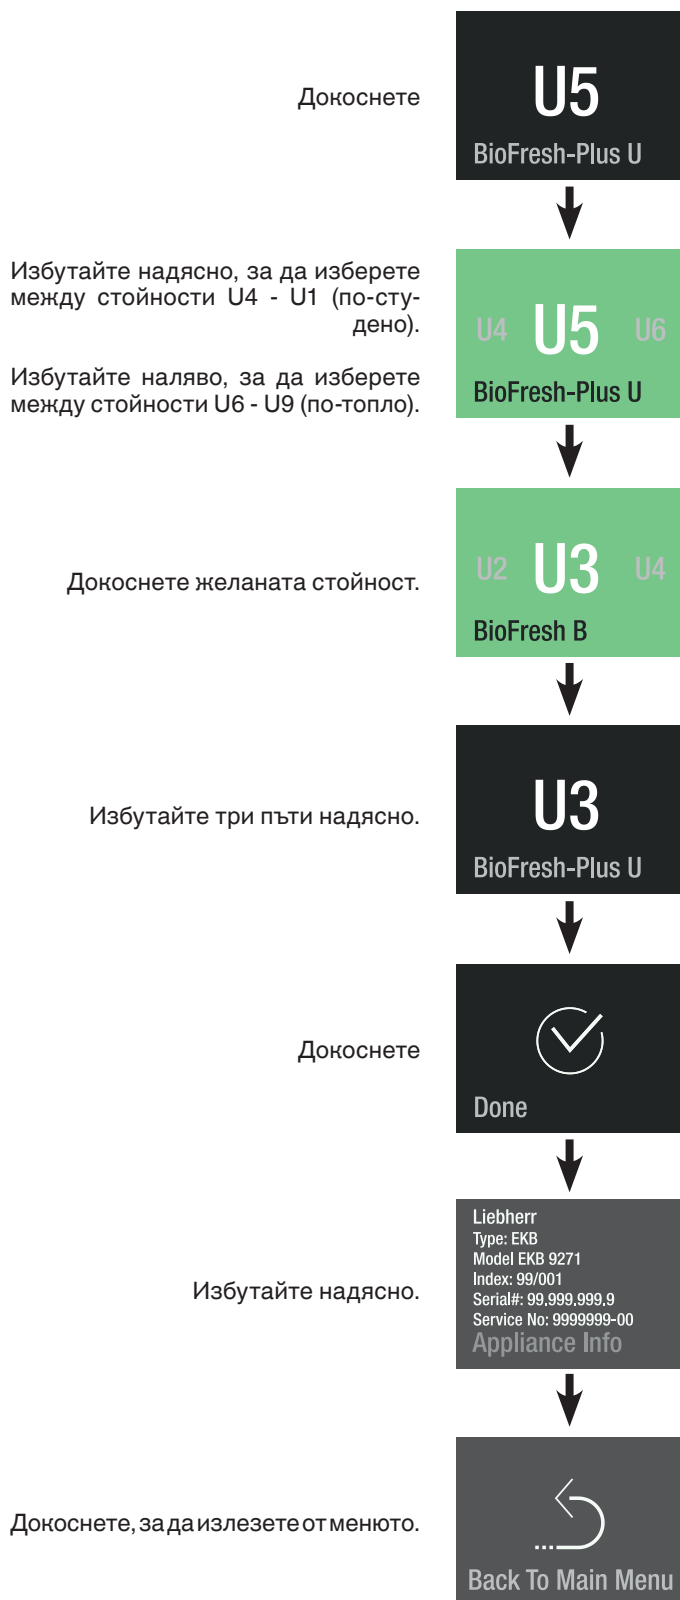 Докоснете
U5
BioFresh-Plus U
Избутайте надясно, за да изберете
между стойности U4 - U1 (по-сту-
дено).
Избутайте наляво, за да изберете
между стойности U6 - U9 (по-топло).
U4 U5 U6
BioFresh-Plus U
Докоснете желаната стойност.
U2 U3 U4
BioFresh B
Избутайте три пъти надясно.
U3
BioFresh-Plus U
Докоснете
Done
Избутайте надясно.
Liebherr
Type: EKB
Model EKB 9271
Index: 99/001
Serial#: 99,999,999,9
Service No: 9999999-00
Appliance Info
Докоснете, за да излезете от менюто.
Back To Main Menu